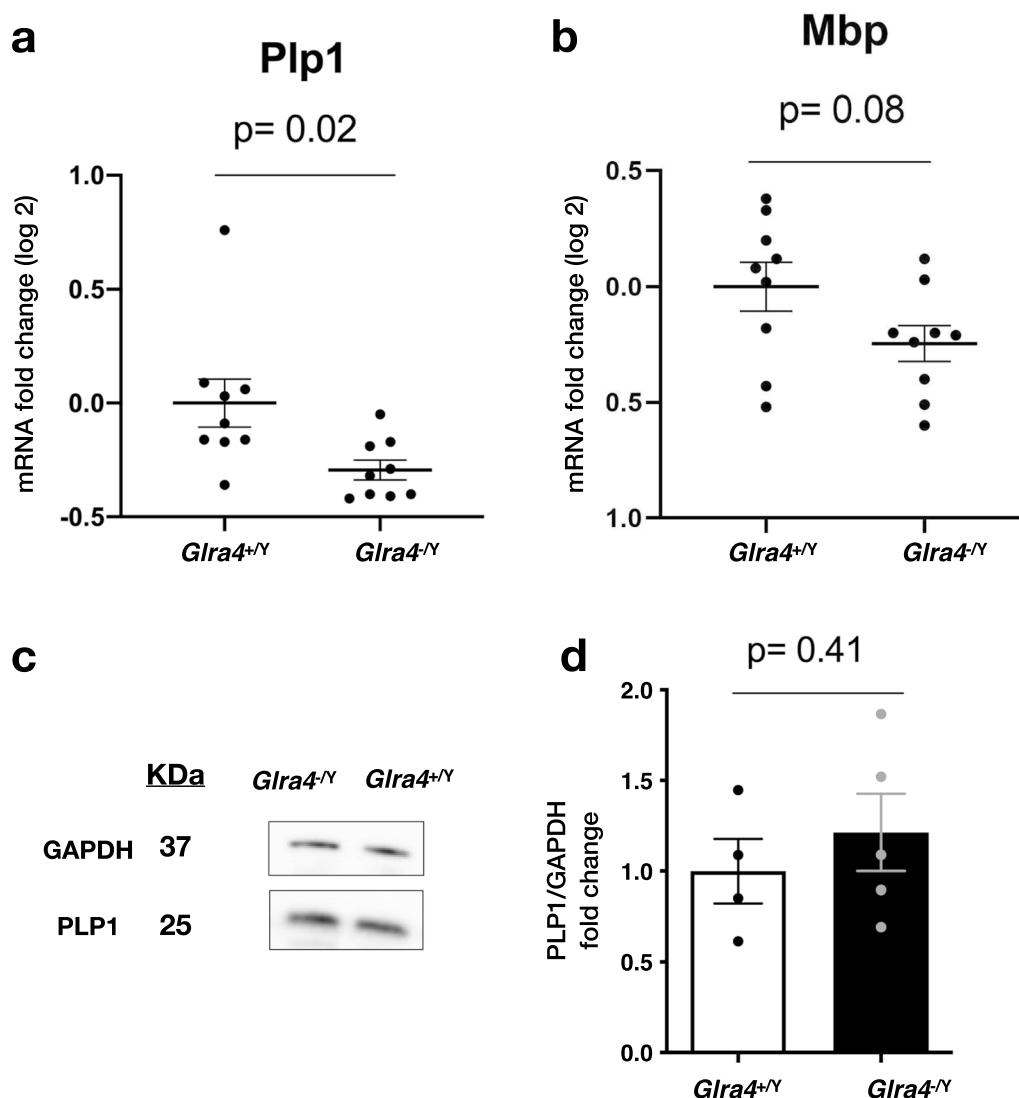 a
Plp1
p= 0.02
mRNA fold change (log 2)
1.0
0.5
0.0
-0.5
Glra4+/Y
Glra4-/Y
b
Mbp
p= 0.08
mRNA fold change (log 2)
0.5
0.0
0.5
1.0
Glra4+/Y
Glra4-/Y
c
KDa
Glra4-/Y
Glra4+/Y
GAPDH 37
PLP1 25
d
p= 0.41
PLP1/GAPDH
fold change
2.0
1.5
1.0
0.5
0.0
Glra4+/Y
Glra4-/Y